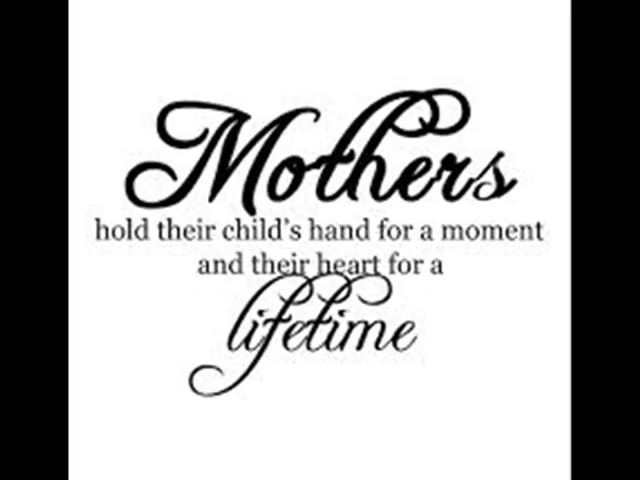 Mothers
hold their child's hand for a moment
and their heart for a
lifetime